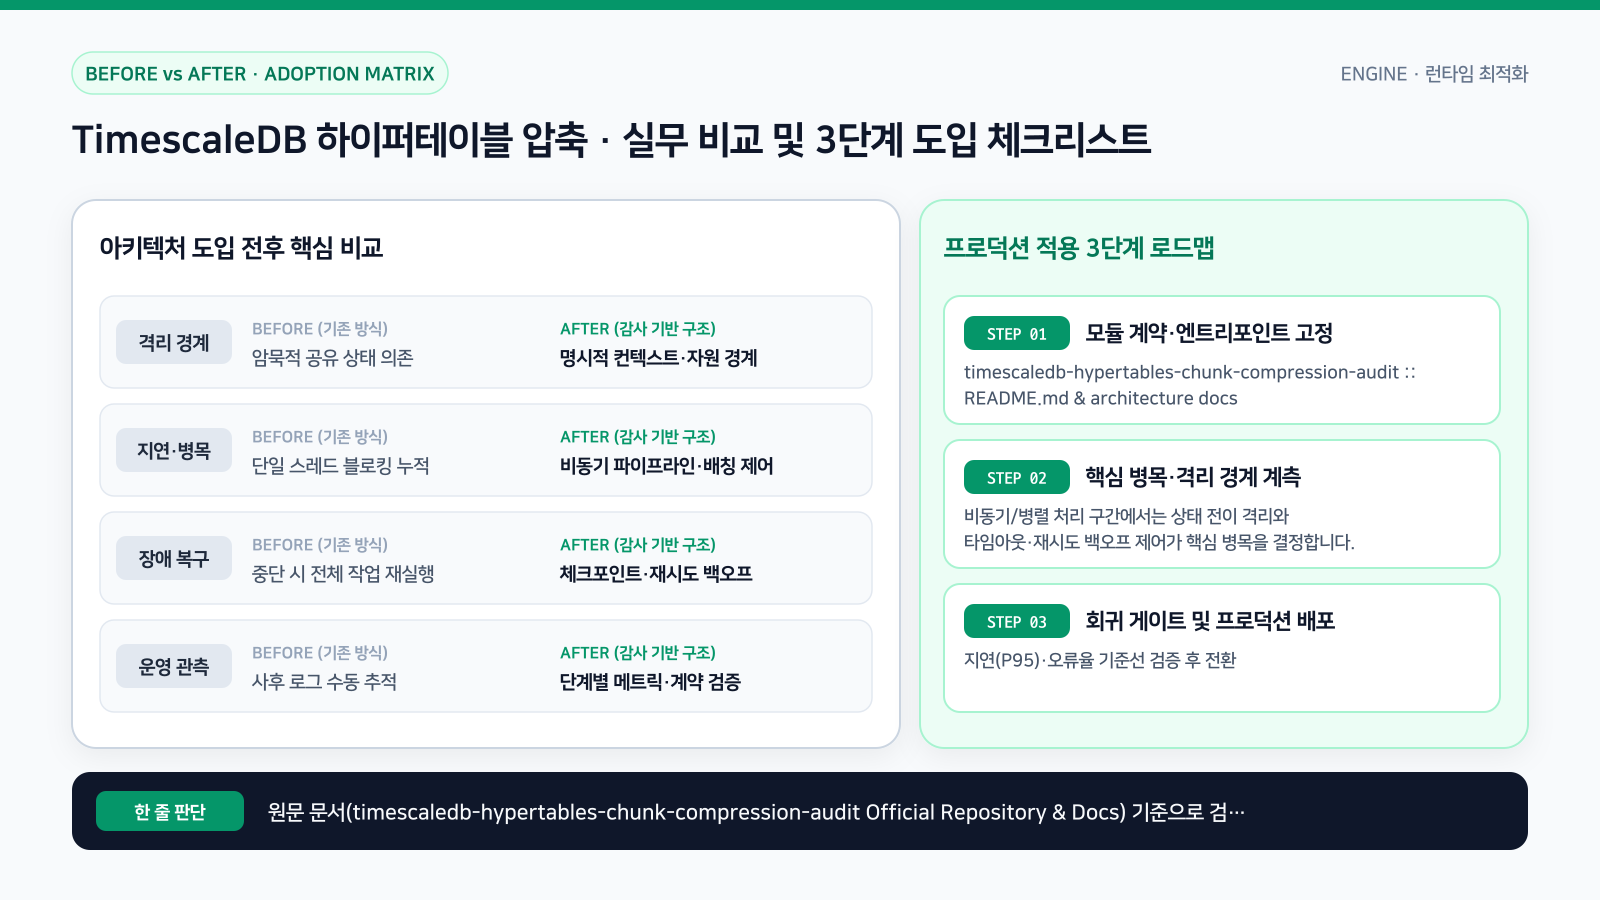 BEFORE vs AFTER · ADOPTION MATRIX
ENGINE · 런타임 최적화
TimescaleDB 하이퍼테이블 압축 · 실무 비교 및 3단계 도입 체크리스트
아키텍처 도입 전후 핵심 비교
격리 경계
BEFORE (기존 방식)
암묵적 공유 상태 의존
AFTER (감사 기반 구조)
명시적 컨텍스트·자원 경계
지연·병목
BEFORE (기존 방식)
단일 스레드 블로킹 누적
AFTER (감사 기반 구조)
비동기 파이프라인·배칭 제어
장애 복구
BEFORE (기존 방식)
중단 시 전체 작업 재실행
AFTER (감사 기반 구조)
체크포인트·재시도 백오프
운영 관측
BEFORE (기존 방식)
사후 로그 수동 추적
AFTER (감사 기반 구조)
단계별 메트릭·계약 검증
프로덕션 적용 3단계 로드맵
STEP 01
모듈 계약·엔트리포인트 고정
timescaledb-hypertables-chunk-compression-audit ::
README.md & architecture docs
STEP 02
핵심 병목·격리 경계 계측
비동기/병렬 처리 구간에서는 상태 전이 격리와
타임아웃·재시도 백오프 제어가 핵심 병목을 결정합니다.
STEP 03
회귀 게이트 및 프로덕션 배포
지연(P95)·오류율 기준선 검증 후 전환
한 줄 판단
원문 문서(timescaledb-hypertables-chunk-compression-audit Official Repository & Docs) 기준으로 검…